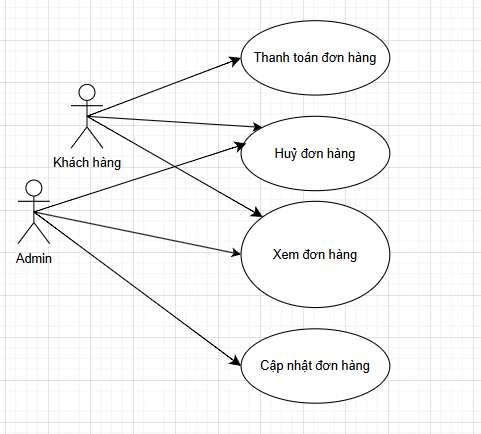 Thanh toán đơn hàng
Huỷ đơn hàng
Khách hàng
Xem đơn hàng
Admin
Cập nhật đơn hàng